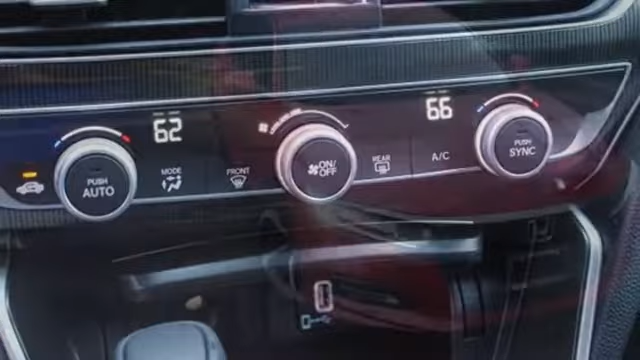 62
66
PUSH
AUTO
MODE
FRONT
ON/
OFF
REAR
A/C
PUSH
SYNC